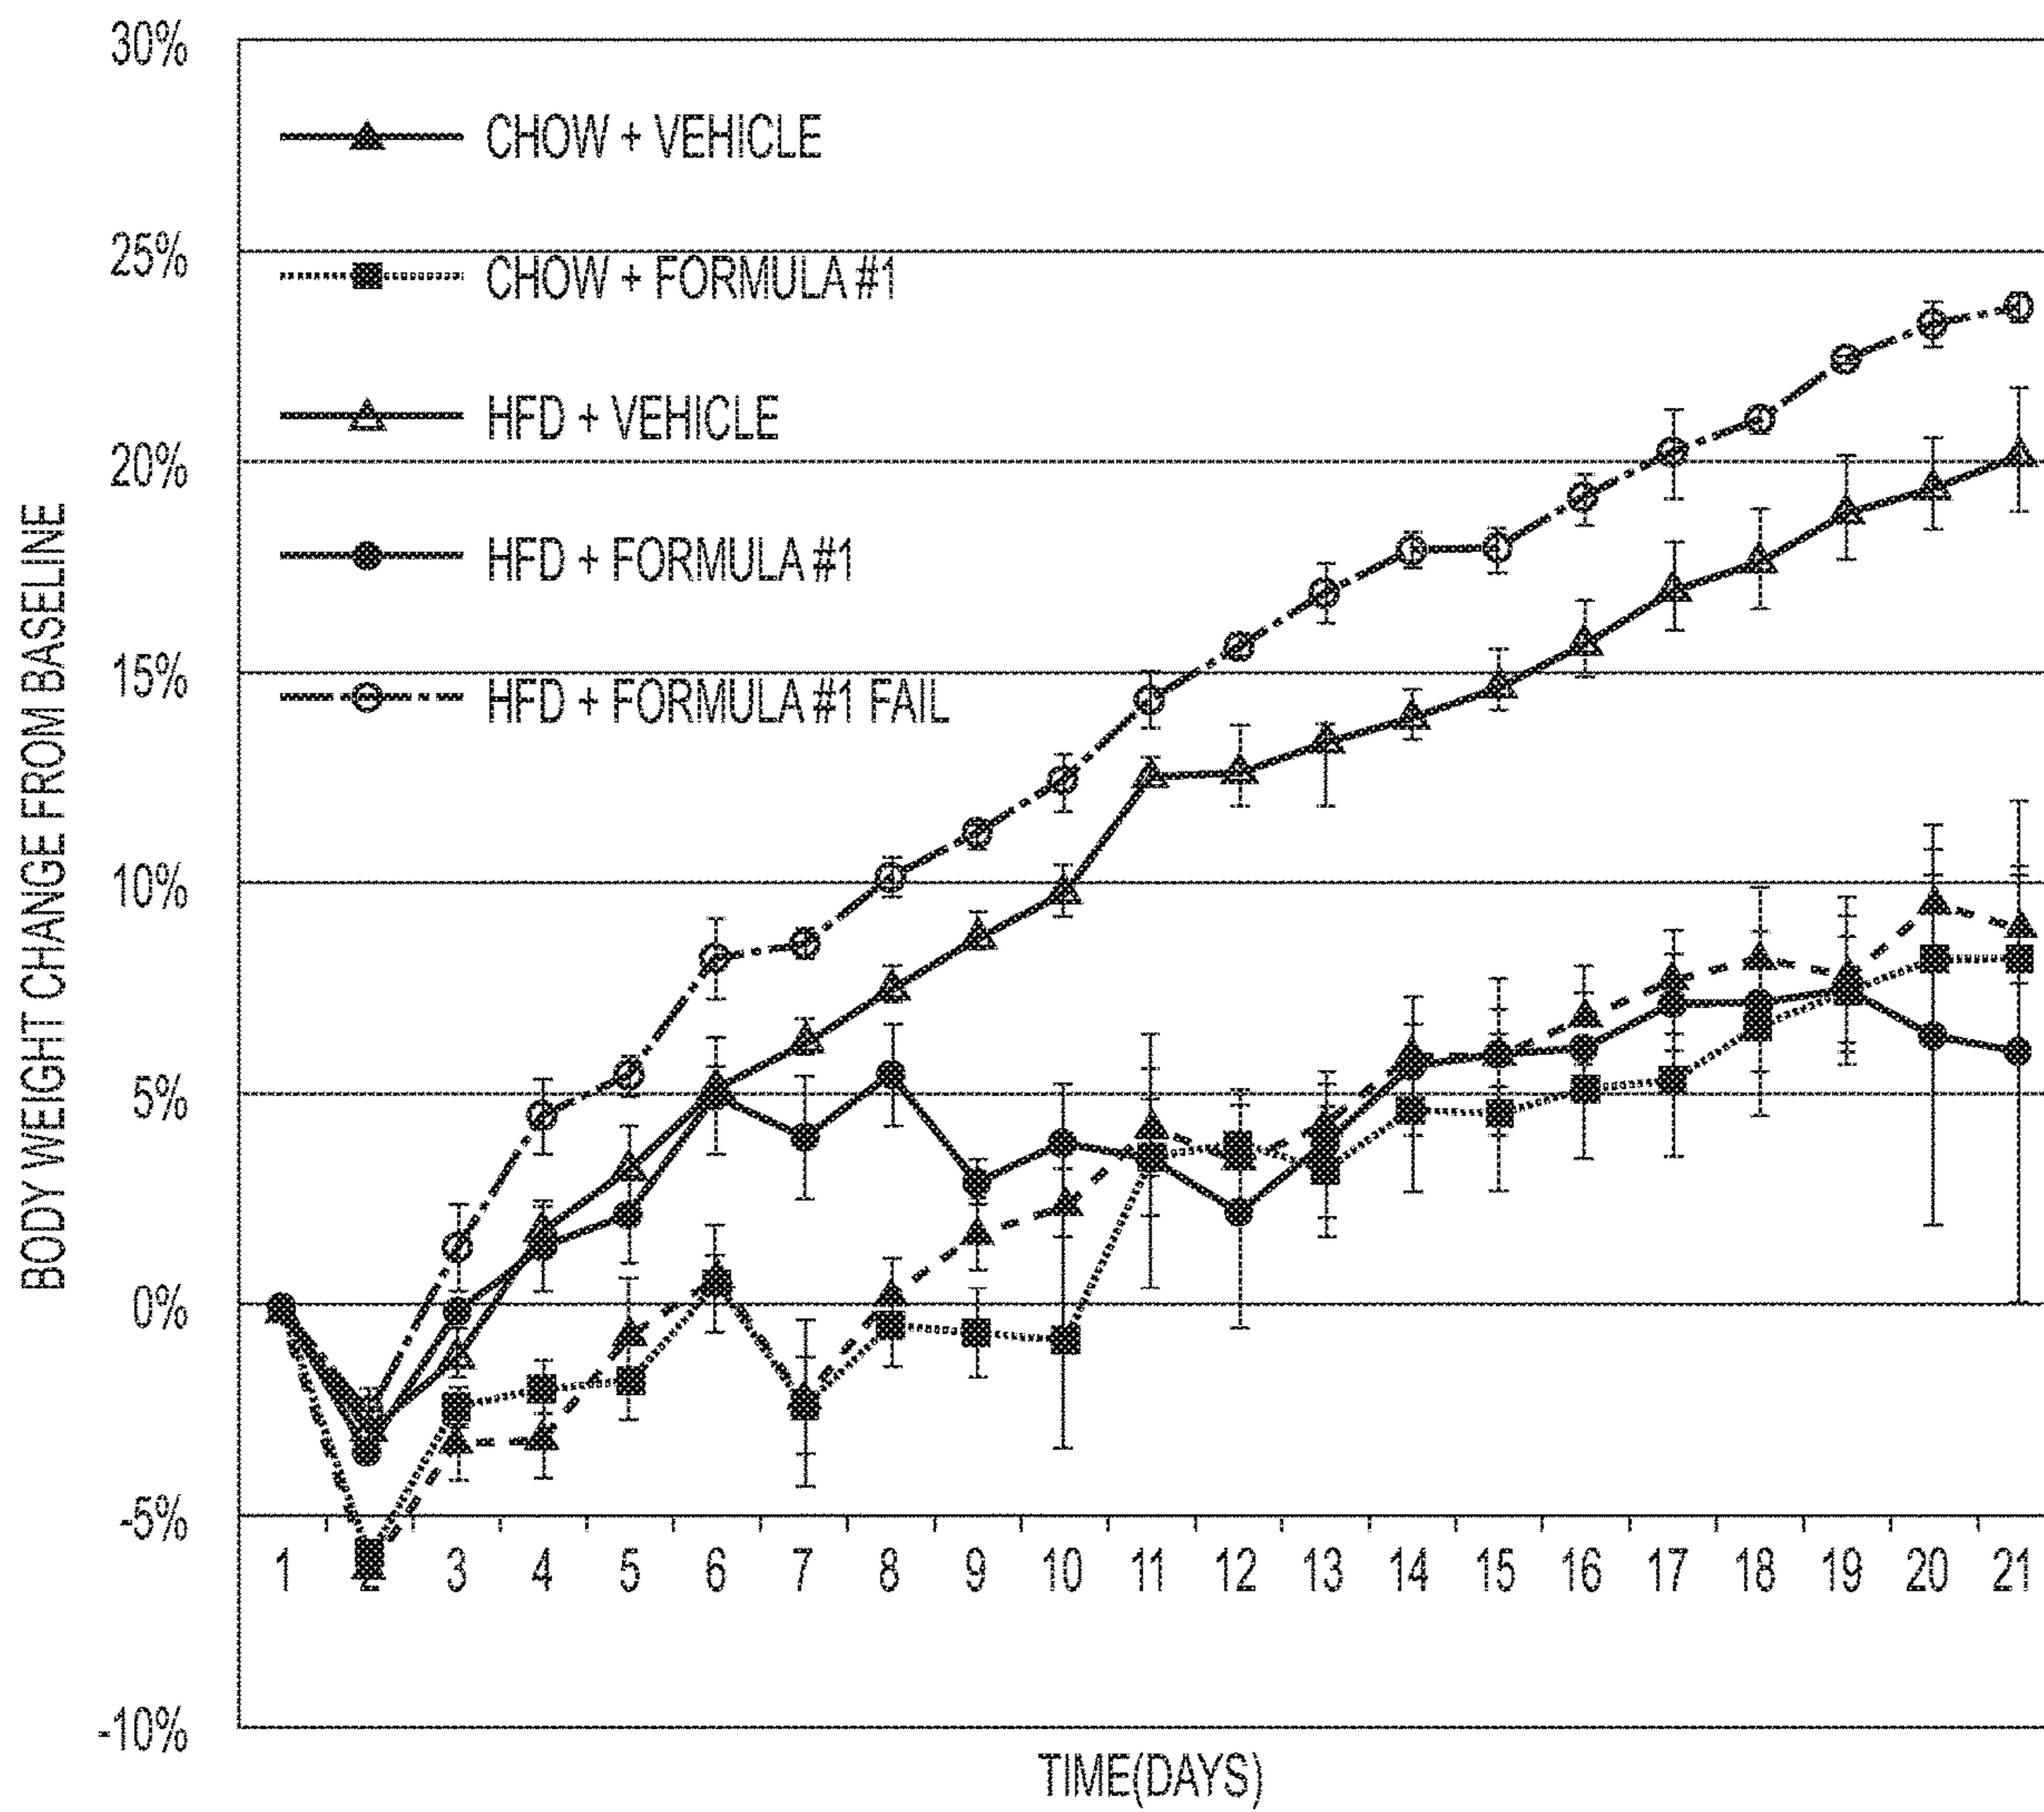 30%
25%
20%
15%
10%
5%
0%
-5%
-10%
BODY WEIGHT CHANGE FROM BASELINE
CHOW + VEHICLE
CHOW + FORMULA #1
HFD + VEHICLE
HFD + FORMULA #1
HFD + FORMULA #1 FAIL
1 2 3 4 5 6 7 8 9 10 11 12 13 14 15 16 17 18 19 20 21
TIME(DAYS)